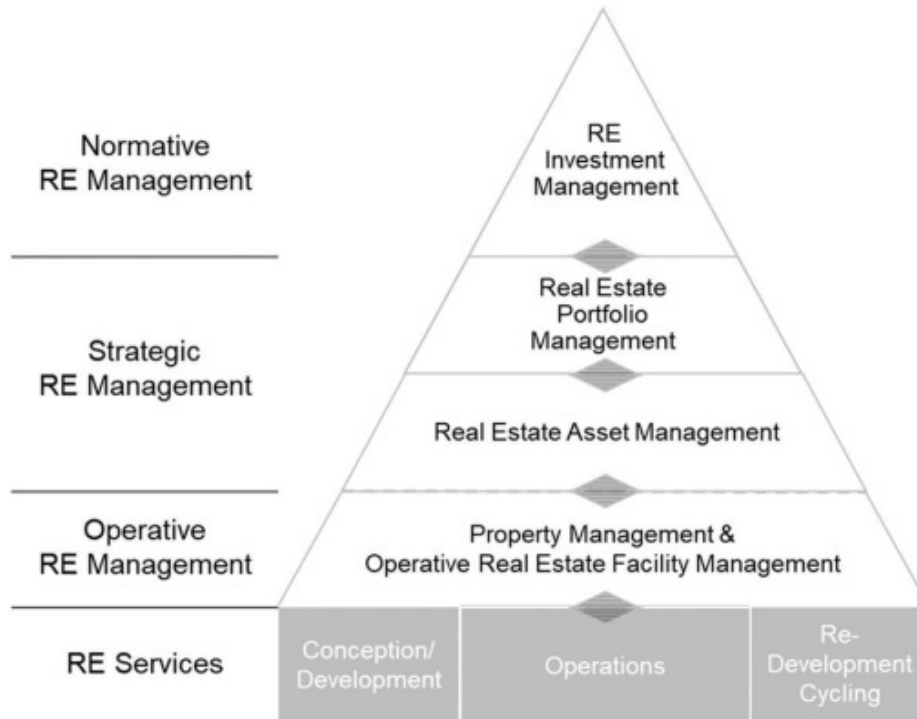 Normative
RE Management
RE
Investment
Management
Strategic
RE Management
Real Estate
Portfolio
Management
Real Estate Asset Management
Operative
RE Management
Property Management &
Operative Real Estate Facility Management
RE Services
Conception/
Development
Operations
Re-
Development
Cycling